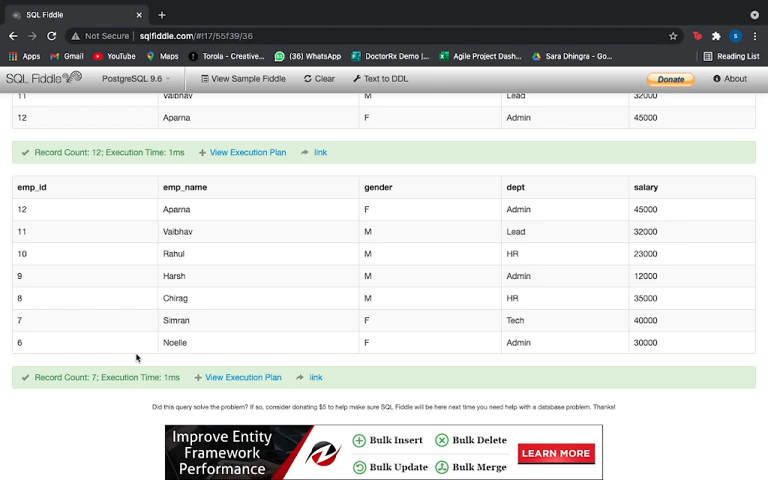 SQL Fiddle
Not Secure | sqlfiddle.com/#!17/55f39/36
Apps Gmail YouTube Maps Torola - Creative... (36) WhatsApp DoctorRx Demo |... Agile Project Dash... Sara Dhingra - Go... Reading List
SQL Fiddle PostgreSQL 9.6 View Sample Fiddle Clear Text to DDL Donate About
11 Vaibhav M Lead 32000
12 Aparna F Admin 45000
Record Count: 12; Execution Time: 1ms + View Execution Plan link
emp_id emp_name gender dept salary
12 Aparna F Admin 45000
11 Vaibhav M Lead 32000
10 Rahul M HR 23000
9 Harsh M Admin 12000
8 Chirag M HR 35000
7 Simran F Tech 40000
6 Noelle F Admin 30000
Record Count: 7; Execution Time: 1ms + View Execution Plan link
Did this query solve the problem? If so, consider donating $5 to help make sure SQL Fiddle will be here next time you need help with a database problem. Thanks!
Improve Entity
Framework
Performance
Bulk Insert Bulk Delete
Bulk Update Bulk Merge
LEARN MORE